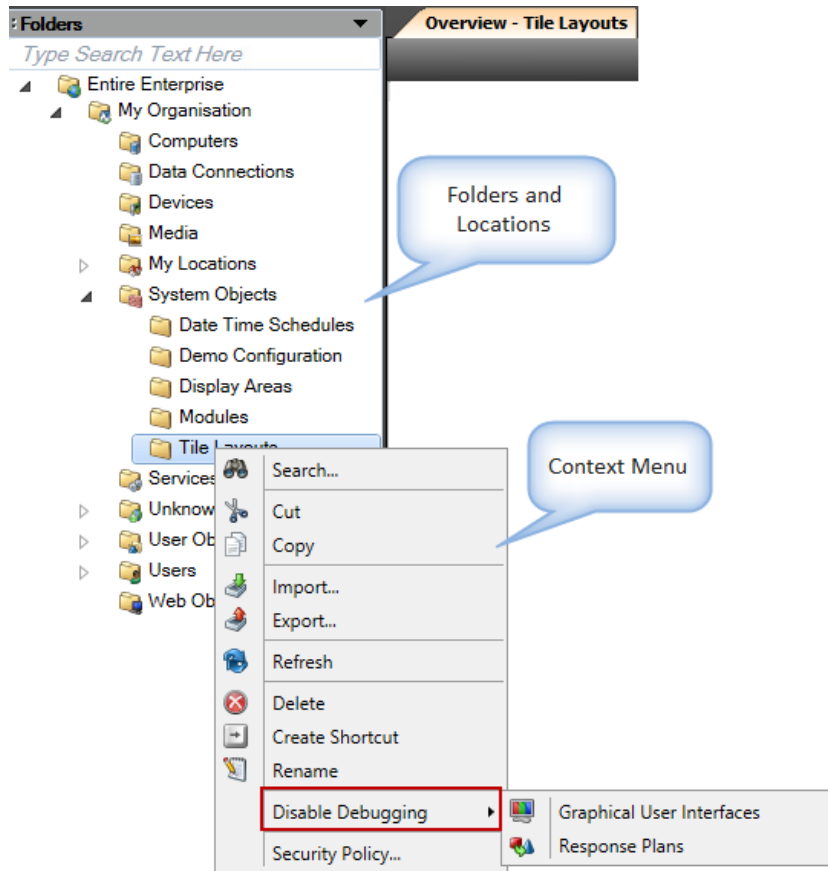 Folders
Overview - Tile Layouts
Type Search Text Here
Entire Enterprise
My Organisation
Computers
Data Connections
Devices
Media
My Locations
System Objects
Date Time Schedules
Demo Configuration
Display Areas
Modules
Tile Layouts
Services
Unknow
User Ob
Users
Web Ob
Folders and
Locations
Context Menu
Search...
Cut
Copy
Import...
Export...
Refresh
Delete
Create Shortcut
Rename
Disable Debugging
Security Policy...
Graphical User Interfaces
Response Plans